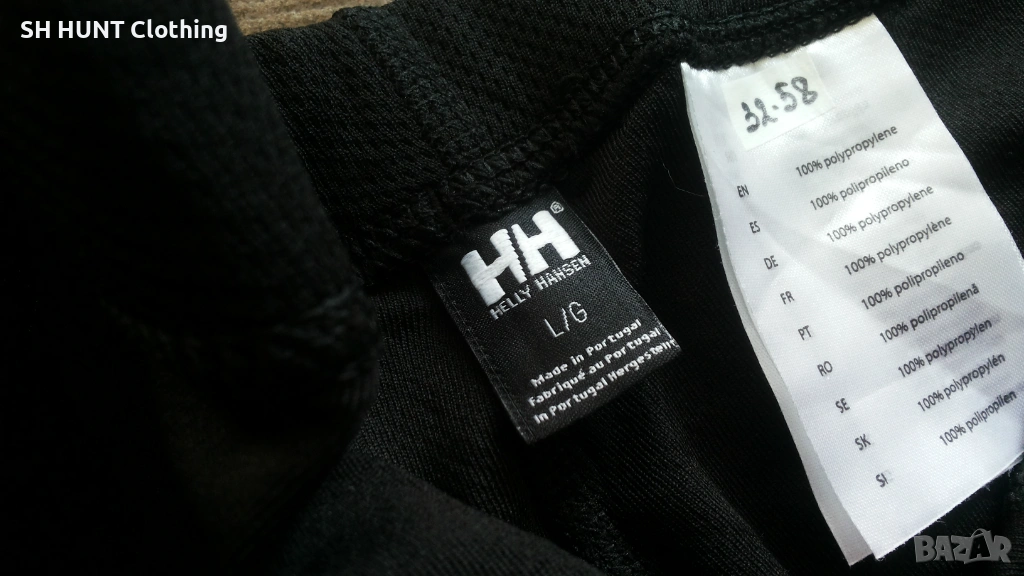 SH HUNT Clothing
HH®
HELLY HANSEN
L/G
Made in Portugal
Fabriqué au Portugal
in Portugal Hergestellt
32-58
EN 100% polypropylene
ES 100% polipropileno
DE 100% polypropylene
FR 100% polypropylène
PT 100% polipropileno
RO 100% polipropilenă
SE 100% polypropylen
SK 100% polypropylén
SI 100% polipropilen
BAZAR